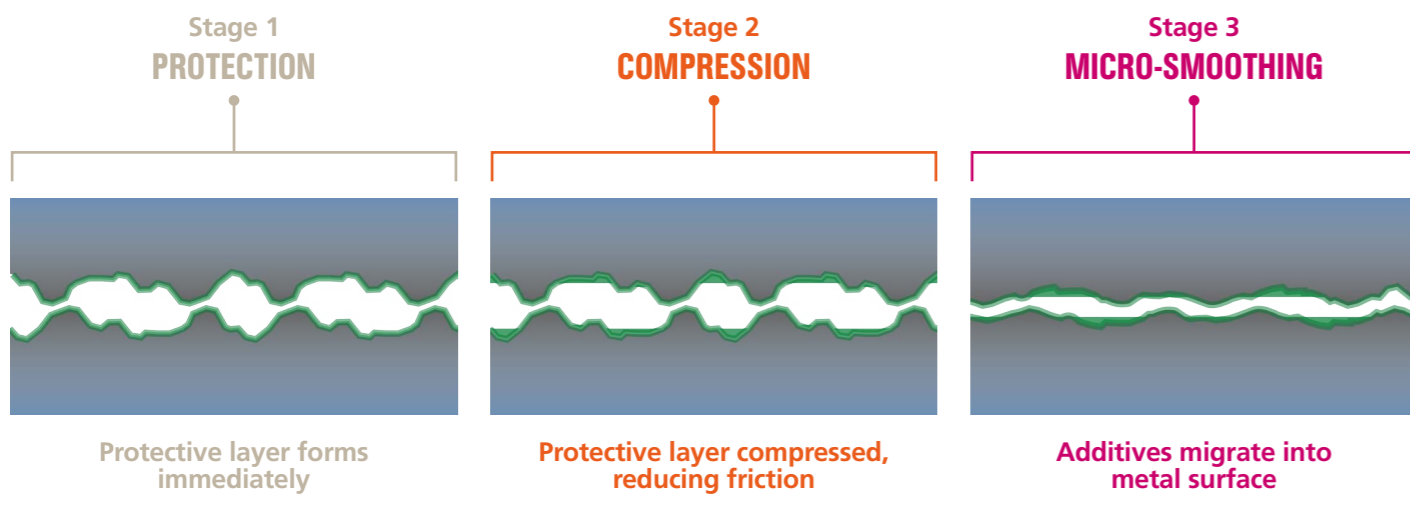 Stage 1
PROTECTION
Protective layer forms
immediately
Stage 2
COMPRESSION
Protective layer compressed,
reducing friction
Stage 3
MICRO-SMOOTHING
Additives migrate into
metal surface